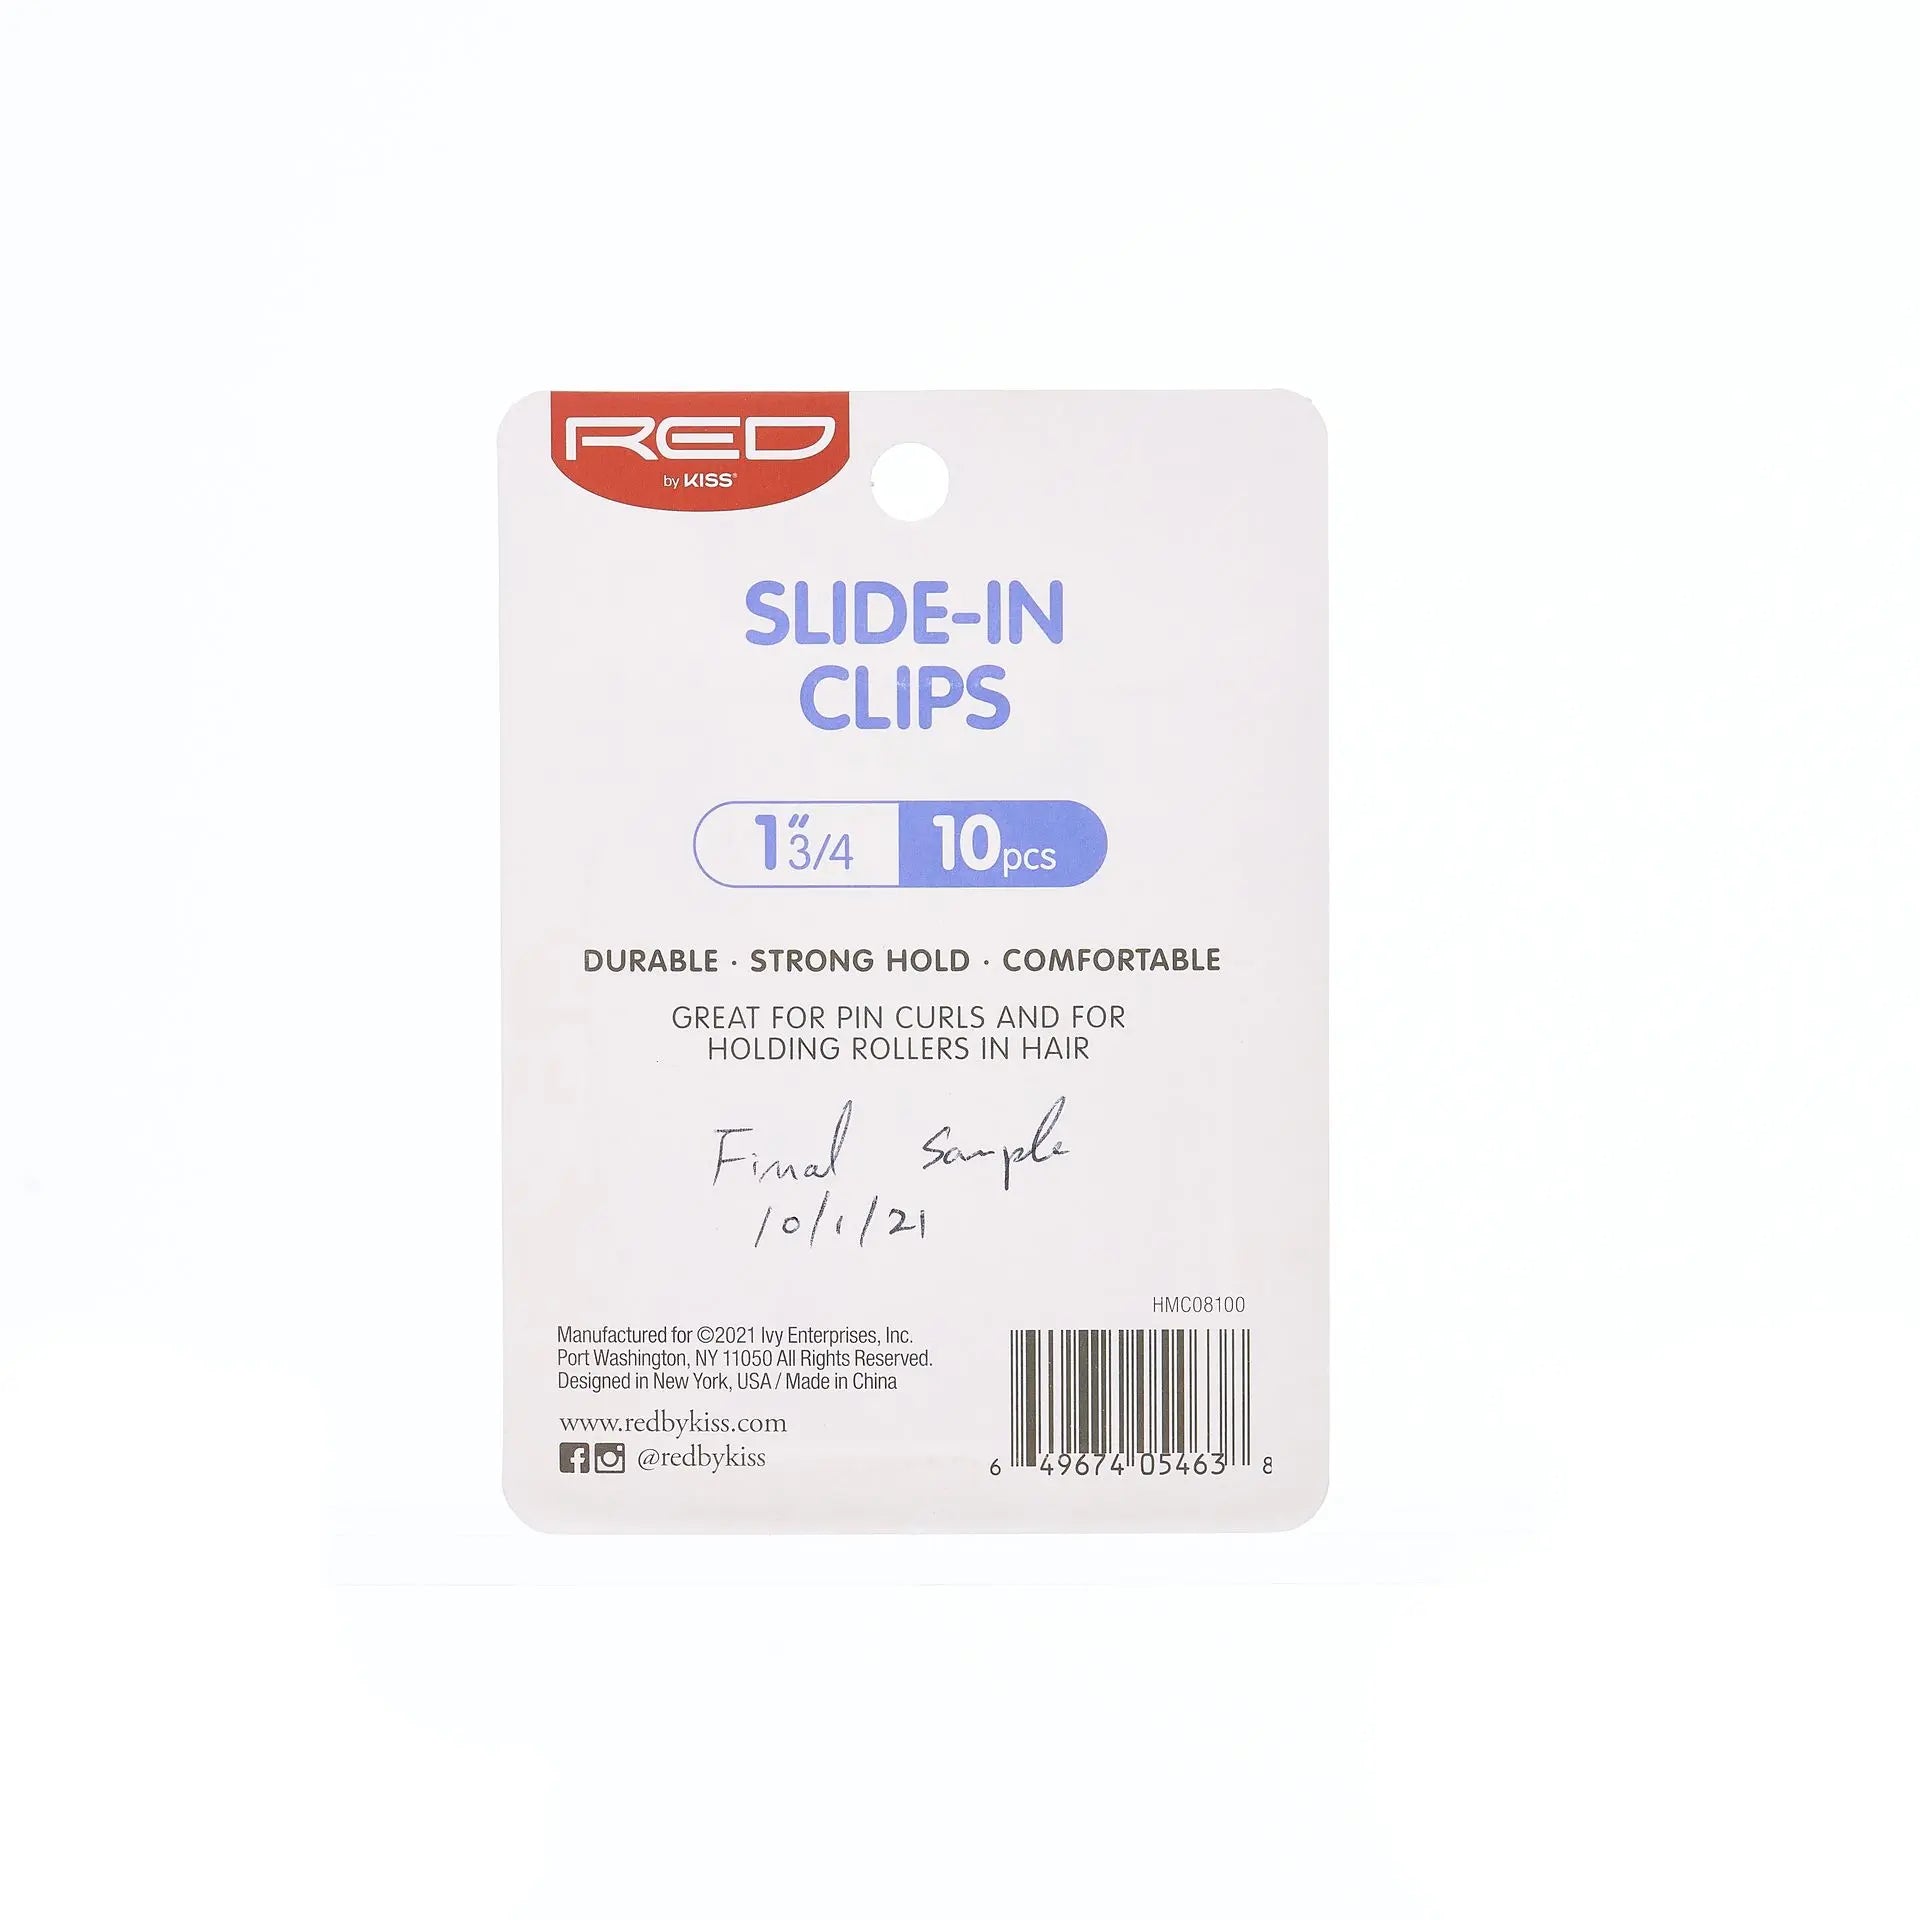 RED
by KISS®
SLIDE-IN
CLIPS
1" 3/4 10pcs
DURABLE · STRONG HOLD · COMFORTABLE
GREAT FOR PIN CURLS AND FOR
HOLDING ROLLERS IN HAIR
Final Sample
10/1/21
HMC08100
Manufactured for ©2021 Ivy Enterprises, Inc.
Port Washington, NY 11050 All Rights Reserved.
Designed in New York, USA / Made in China
www.redbykiss.com
@redbykiss
6 49674 05463 8